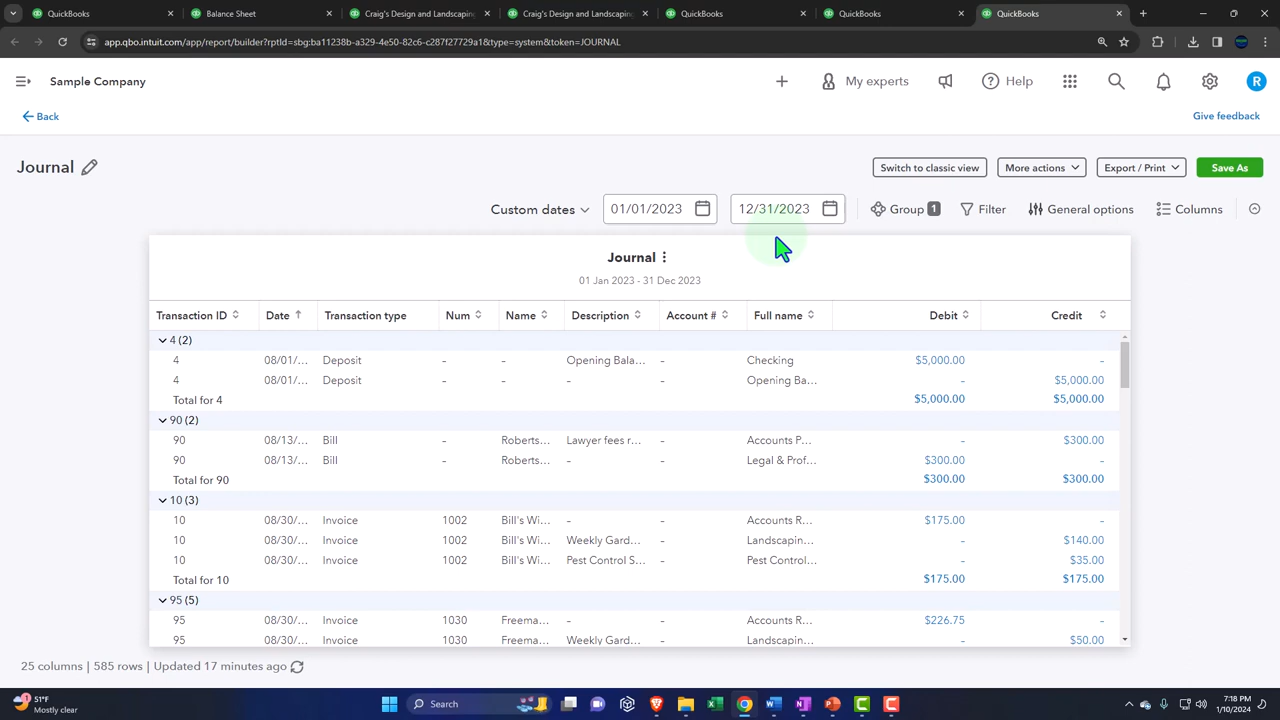 QuickBooks
Balance Sheet
Craig's Design and Landscaping
Craig's Design and Landscaping
QuickBooks
QuickBooks
QuickBooks
app.qbo.intuit.com/app/report/builder?rptId=sbg:ba11238b-a329-4e50-82c6-c287f27729a1&type=system&token=JOURNAL
Sample Company
My experts
Help
R
Back
Give feedback
Journal
Switch to classic view
More actions
Export / Print
Save As
Custom dates
01/01/2023
12/31/2023
Group 1
Filter
General options
Columns
Journal
01 Jan 2023 - 31 Dec 2023
Transaction ID Date Transaction type Num Name Description Account # Full name Debit Credit
4 (2)
4 08/01/... Deposit - - Opening Bala... - Checking $5,000.00 -
4 08/01/... Deposit - - - - Opening Ba... - $5,000.00
Total for 4 $5,000.00 $5,000.00
90 (2)
90 08/13/... Bill - Roberts... Lawyer fees r... - Accounts P... - $300.00
90 08/13/... Bill - Roberts... - - Legal & Prof... $300.00 -
Total for 90 $300.00 $300.00
10 (3)
10 08/30/... Invoice 1002 Bill's Wi... - - Accounts R... $175.00 -
10 08/30/... Invoice 1002 Bill's Wi... Weekly Gard... - Landscapin... - $140.00
10 08/30/... Invoice 1002 Bill's Wi... Pest Control S... - Pest Control... - $35.00
Total for 10 $175.00 $175.00
95 (5)
95 08/30/... Invoice 1030 Freema... - - Accounts R... $226.75 -
95 08/30/... Invoice 1030 Freema... Weekly Gard... - Landscapin... - $50.00
25 columns | 585 rows | Updated 17 minutes ago
51°F
Mostly clear
Search
7:18 PM
1/10/2024